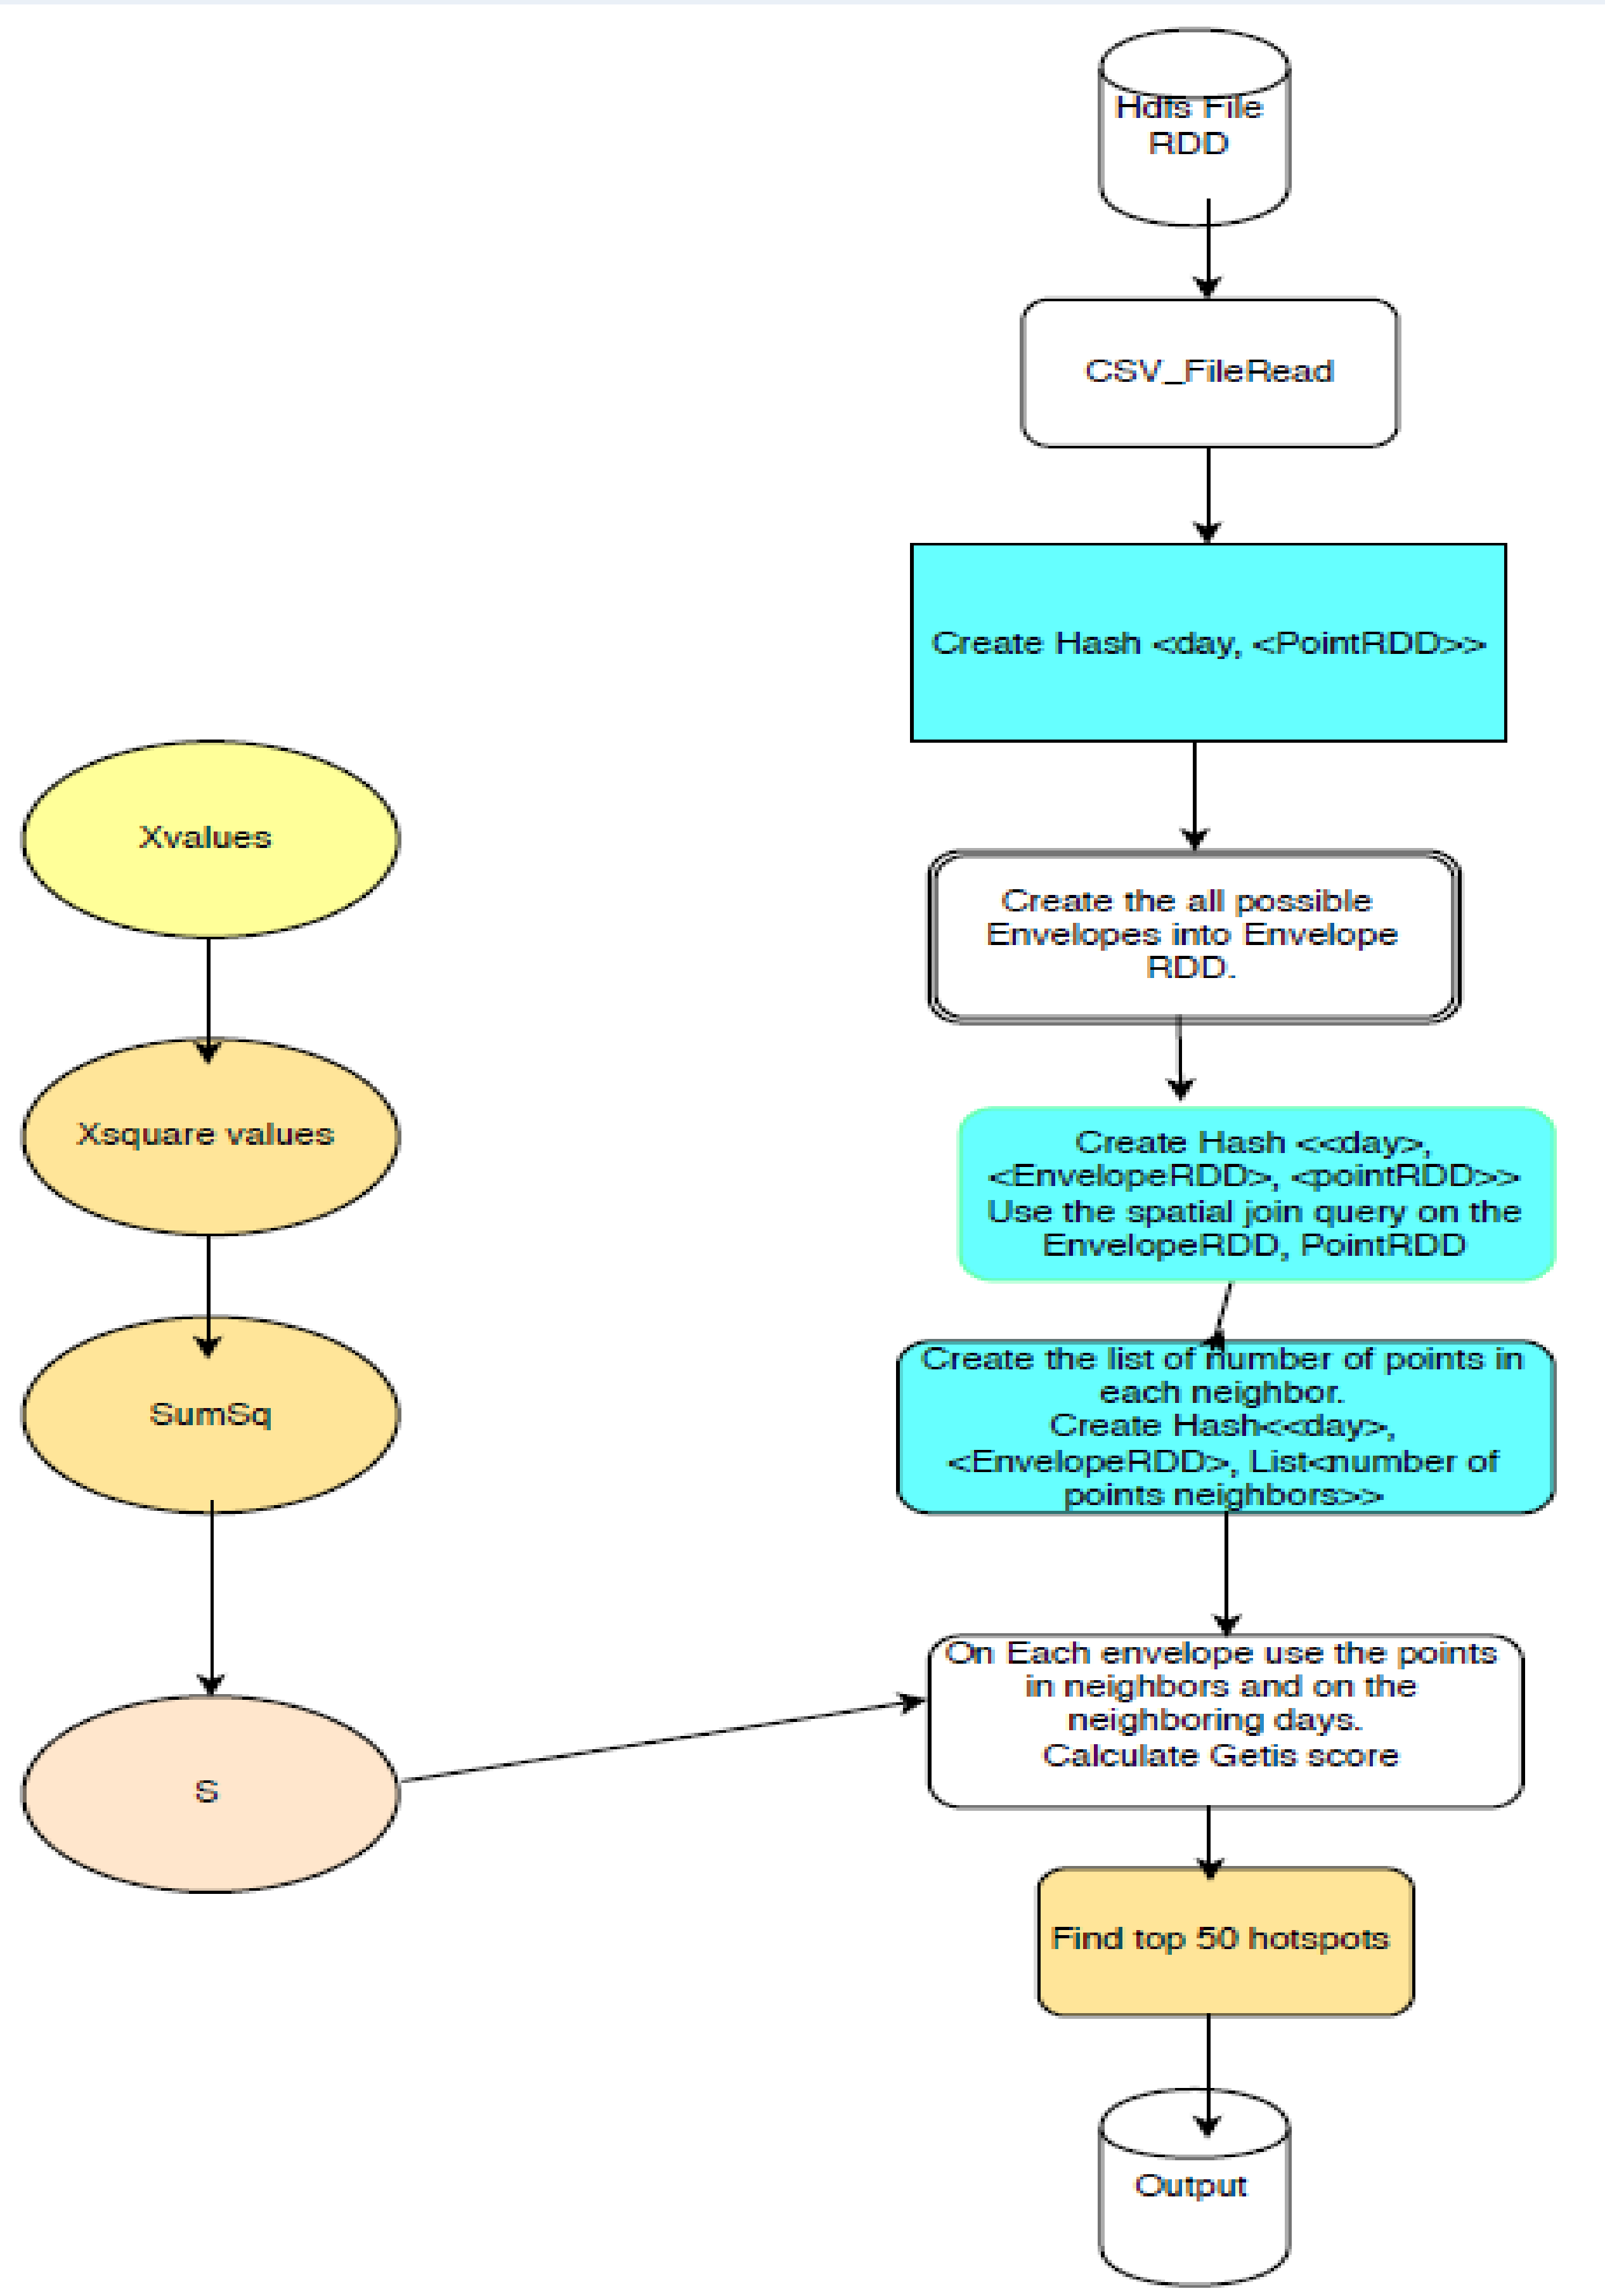 Hdfs File
RDD
CSV_FileRead
Create Hash <day, <PointRDD>>
Xvalues
Create the all possible
Envelopes into Envelope
RDD.
Xsquare values
Create Hash <<day>,
<EnvelopeRDD>, <pointRDD>>
Use the spatial join query on the
EnvelopeRDD, PointRDD
SumSq
Create the list of number of points in
each neighbor.
Create Hash<<day>,
<EnvelopeRDD>, List<number of
points neighbors>>
S
On Each envelope use the points
in neighbors and on the
neighboring days.
Calculate Getis score
Find top 50 hotspots
Output